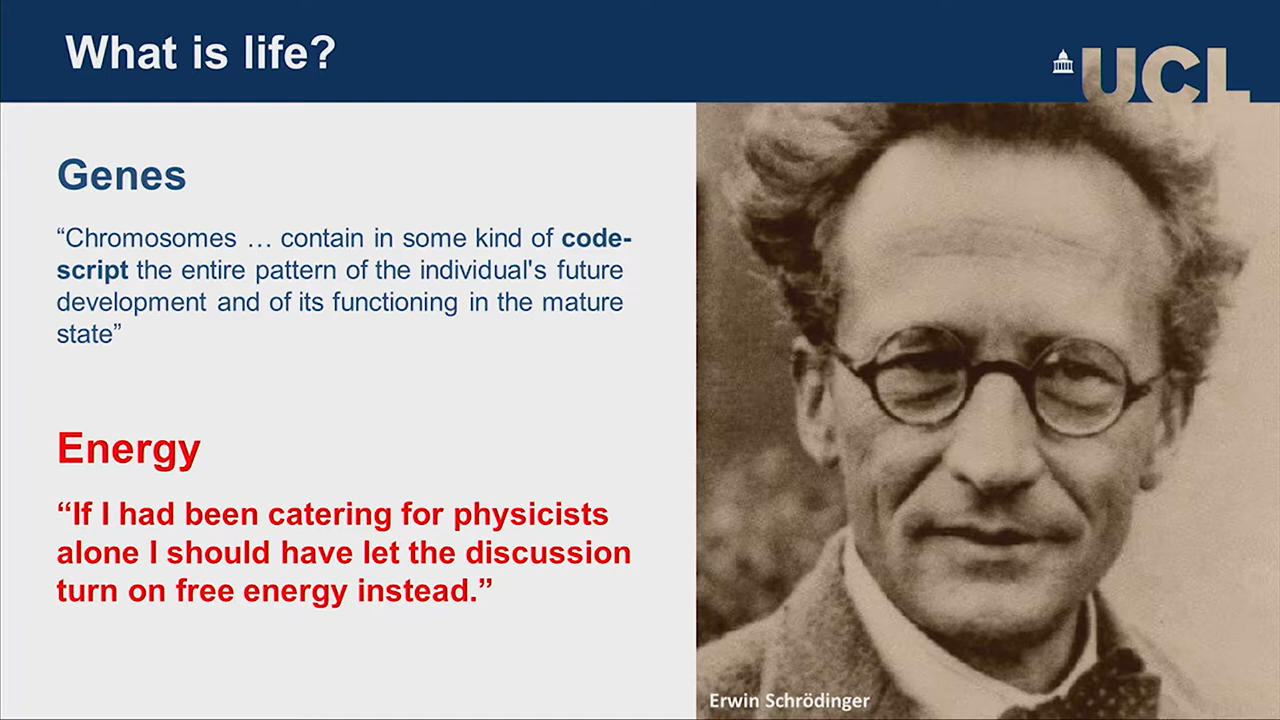 What is life?
UCL
Genes
“Chromosomes … contain in some kind of code-
script the entire pattern of the individual's future
development and of its functioning in the mature
state”
Energy
“If I had been catering for physicists
alone I should have let the discussion
turn on free energy instead.”
Erwin Schrödinger